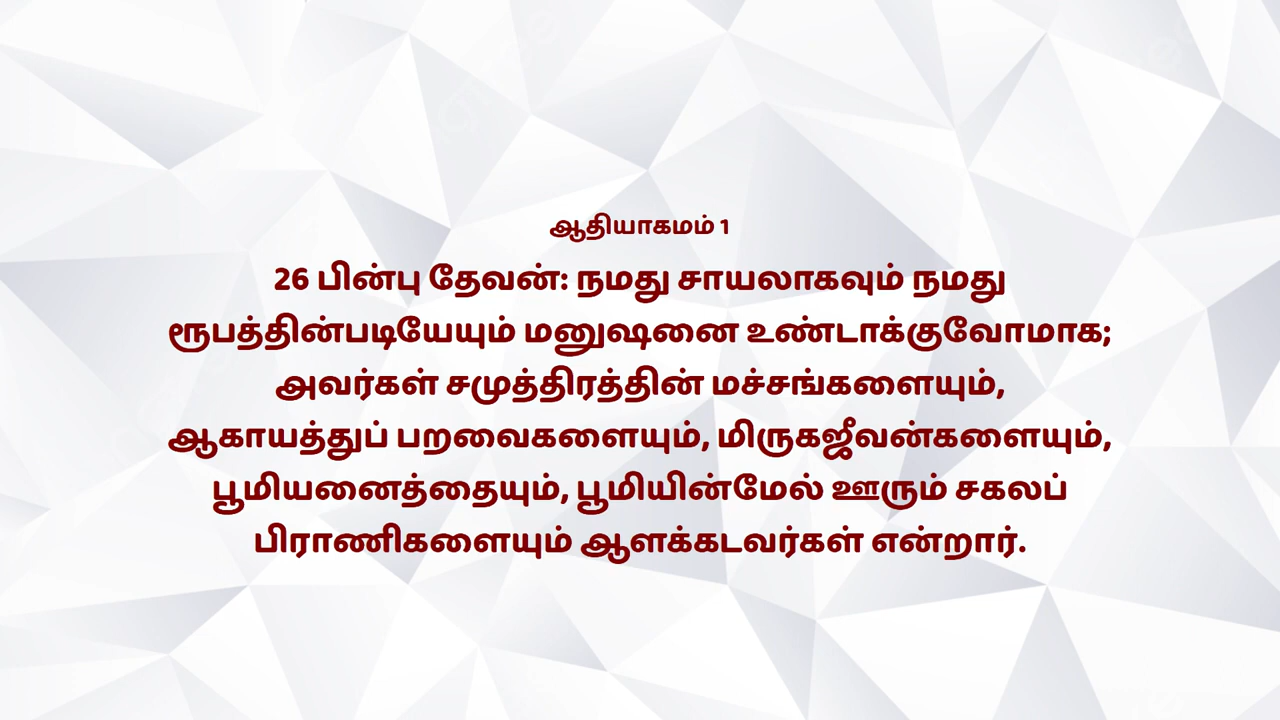 ஆதியாகமம் 1
26 பின்பு தேவன்: நமது சாயலாகவும் நமது
ரூபத்தின்படியேயும் மனுஷனை உண்டாக்குவோமாக;
அவர்கள் சமுத்திரத்தின் மச்சங்களையும்,
ஆகாயத்துப் பறவைகளையும், மிருகஜீவன்களையும்,
பூமியனைத்தையும், பூமியின்மேல் ஊரும் சகலப்
பிராணிகளையும் ஆளக்கடவர்கள் என்றார்.